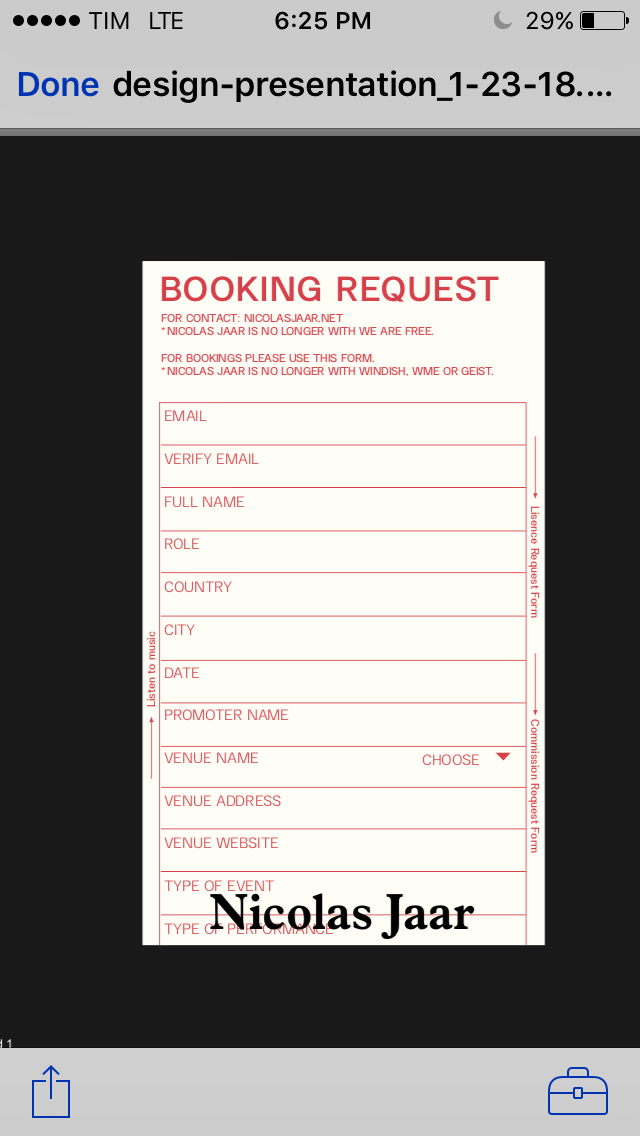 TIM LTE 6:25 PM 29%
Done design-presentation_1-23-18....
BOOKING REQUEST
FOR CONTACT: NICOLASJAAR.NET
*NICOLAS JAAR IS NO LONGER WITH WE ARE FREE.
FOR BOOKINGS PLEASE USE THIS FORM.
*NICOLAS JAAR IS NO LONGER WITH WINDISH, WME OR GEIST.
EMAIL
VERIFY EMAIL
FULL NAME
ROLE
COUNTRY
CITY
DATE
PROMOTER NAME
VENUE NAME CHOOSE
VENUE ADDRESS
VENUE WEBSITE
TYPE OF EVENT
TYPE OF PERFORMANCE
Nicolas Jaar
Listen to music
Lisence Request Form
Commission Request Form
d 1